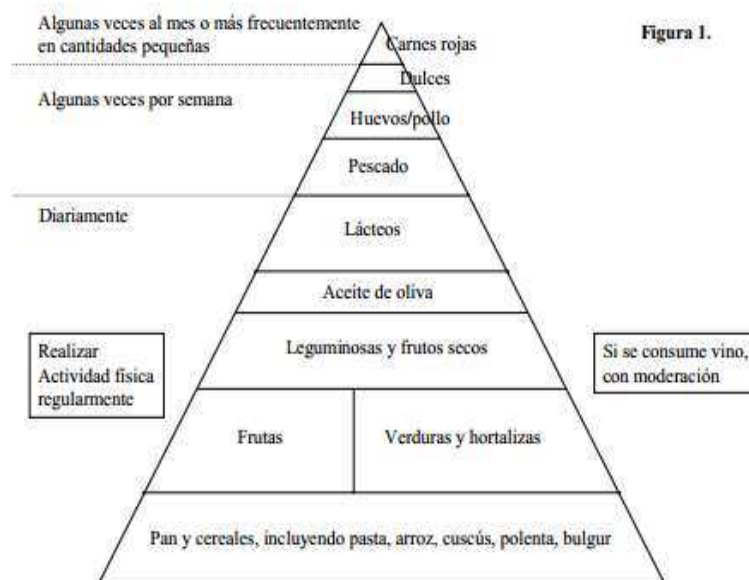 Algunas veces al mes o más frecuentemente
en cantidades pequeñas
Figura 1.
Carnes rojas
Dulces
Algunas veces por semana
Huevos/pollo
Pescado
Diariamente
Lácteos
Aceite de oliva
Leguminosas y frutos secos
Realizar
Actividad física
regularmente
Si se consume vino,
con moderación
Frutas
Verduras y hortalizas
Pan y cereales, incluyendo pasta, arroz, cuscús, polenta, bulgur